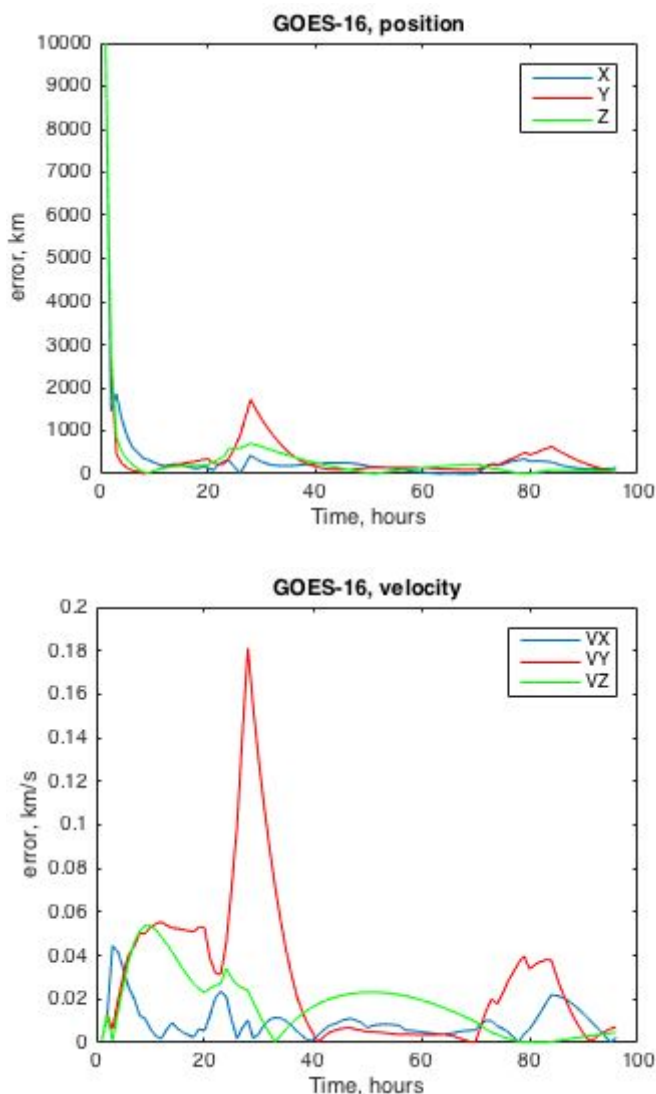 GOES-16, position
10000
9000
8000
7000
6000
5000
4000
3000
2000
1000
0
error, km
X
Y
Z
0 20 40 60 80 100
Time, hours
GOES-16, velocity
0.2
0.18
0.16
0.14
0.12
0.1
0.08
0.06
0.04
0.02
0
error, km/s
VX
VY
VZ
0 20 40 60 80 100
Time, hours